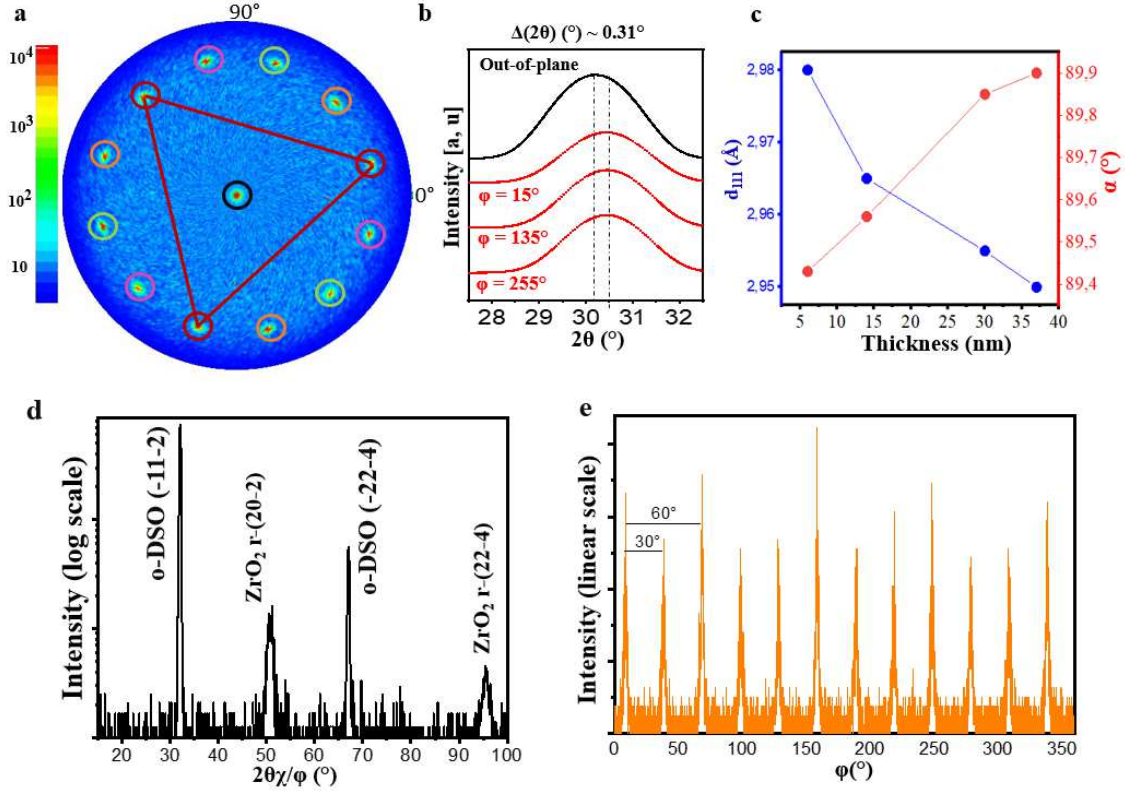 a
90°
0°
10⁴
10³
10²
10
b
Δ(2θ) (°) ~ 0.31°
Out-of-plane
φ = 15°
φ = 135°
φ = 255°
Intensity [a, u]
28 29 30 31 32
2θ (°)
c
2,98
2,97
2,96
2,95
d₁₁₁ (Å)
89,9
89,8
89,7
89,6
89,5
89,4
α (°)
5 10 15 20 25 30 35 40
Thickness (nm)
d
Intensity (log scale)
o-DSO (-11-2)
ZrO₂ r-(20-2)
o-DSO (-22-4)
ZrO₂ r-(22-4)
20 30 40 50 60 70 80 90 100
2θχ/φ (°)
e
Intensity (linear scale)
60°
30°
0 50 100 150 200 250 300 350
φ(°)